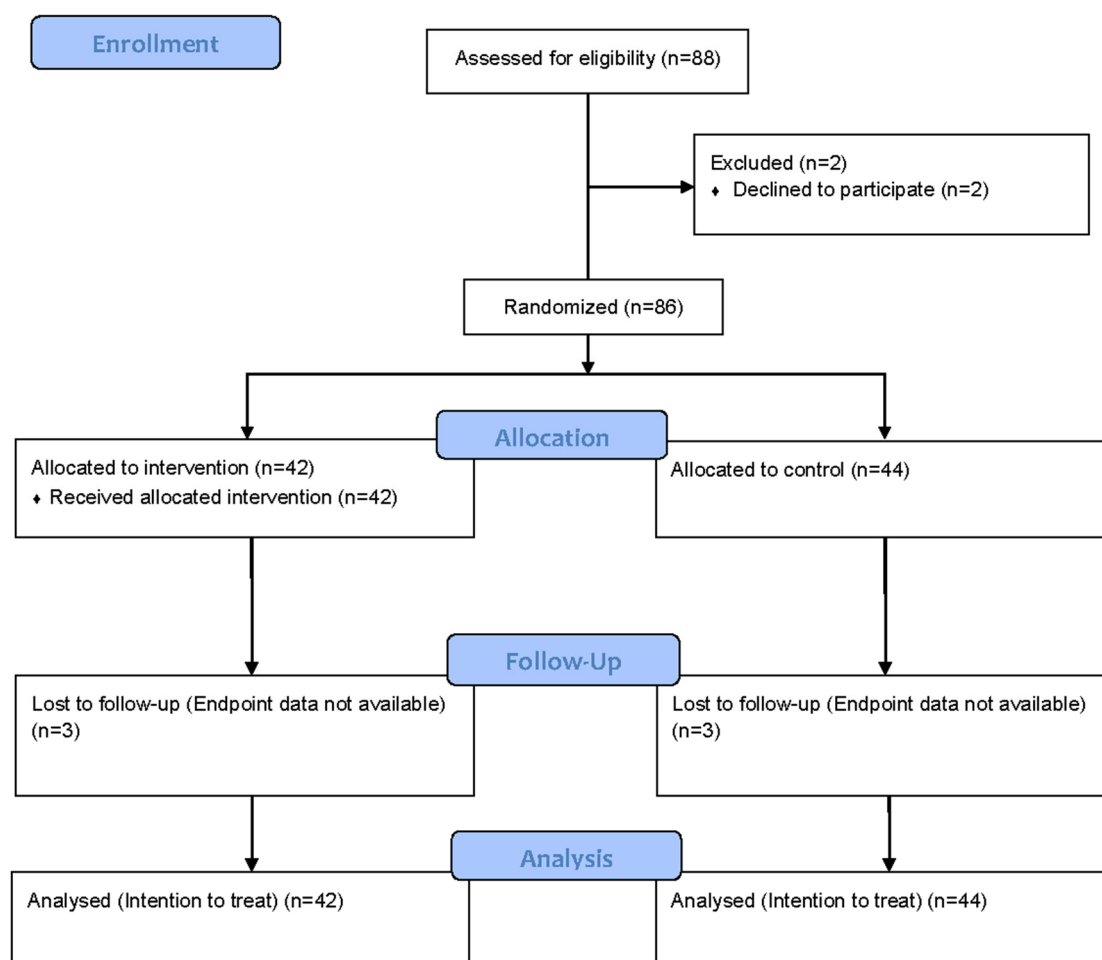 Enrollment
Assessed for eligibility (n=88)
Excluded (n=2)
♦ Declined to participate (n=2)
Randomized (n=86)
Allocation
Allocated to intervention (n=42)
♦ Received allocated intervention (n=42)
Allocated to control (n=44)
Follow-Up
Lost to follow-up (Endpoint data not available)
(n=3)
Lost to follow-up (Endpoint data not available)
(n=3)
Analysis
Analysed (Intention to treat) (n=42)
Analysed (Intention to treat) (n=44)